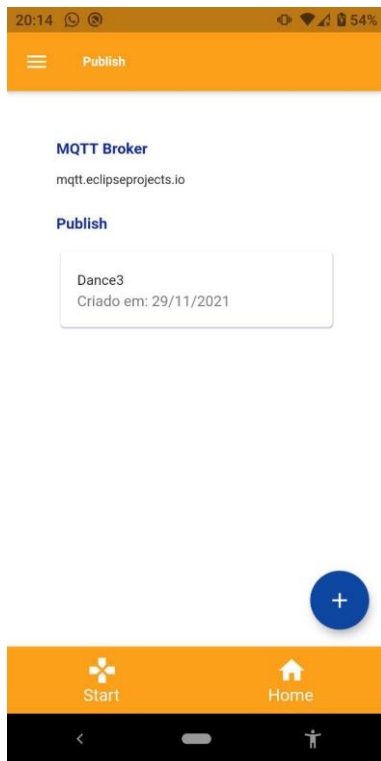 20:14 54%
Publish
MQTT Broker
mqtt.eclipseprojects.io
Publish
Dance3
Criado em: 29/11/2021
+
Start Home